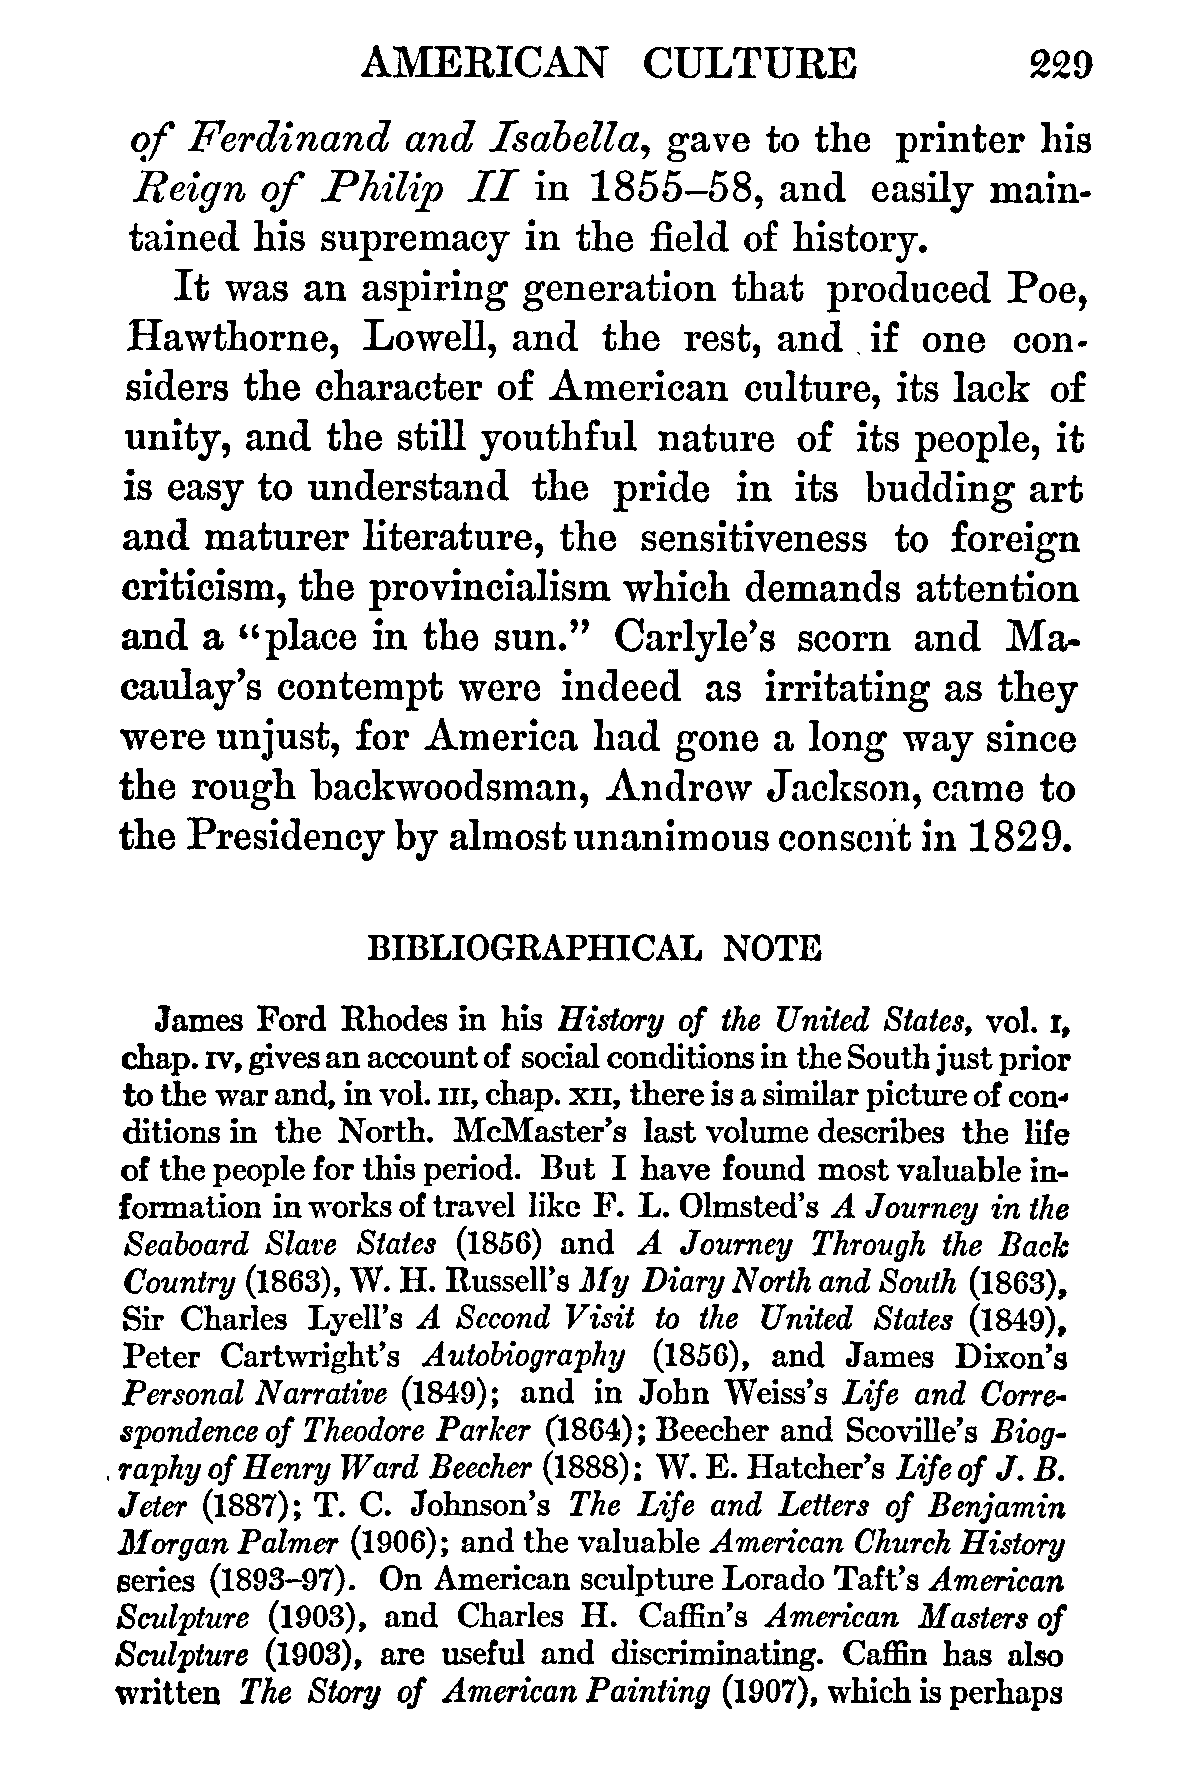 AMERICAN CULTURE 229
of Ferdinand and Isabella, gave to the printer his
Reign of Philip II in 1855–58, and easily main-
tained his supremacy in the field of history.
It was an aspiring generation that produced Poe,
Hawthorne, Lowell, and the rest, and if one con-
siders the character of American culture, its lack of
unity, and the still youthful nature of its people, it
is easy to understand the pride in its budding art
and maturer literature, the sensitiveness to foreign
criticism, the provincialism which demands attention
and a “place in the sun.” Carlyle’s scorn and Ma-
caulay’s contempt were indeed as irritating as they
were unjust, for America had gone a long way since
the rough backwoodsman, Andrew Jackson, came to
the Presidency by almost unanimous consent in 1829.
BIBLIOGRAPHICAL NOTE
James Ford Rhodes in his History of the United States, vol. I,
chap. IV, gives an account of social conditions in the South just prior
to the war and, in vol. III, chap. XII, there is a similar picture of con-
ditions in the North. McMaster’s last volume describes the life
of the people for this period. But I have found most valuable in-
formation in works of travel like F. L. Olmsted’s A Journey in the
Seaboard Slave States (1856) and A Journey Through the Back
Country (1863), W. H. Russell’s My Diary North and South (1863),
Sir Charles Lyell’s A Second Visit to the United States (1849),
Peter Cartwright’s Autobiography (1856), and James Dixon’s
Personal Narrative (1849); and in John Weiss’s Life and Corre-
spondence of Theodore Parker (1864); Beecher and Scoville’s Biog-
raphy of Henry Ward Beecher (1888); W. E. Hatcher’s Life of J. B.
Jeter (1887); T. C. Johnson’s The Life and Letters of Benjamin
Morgan Palmer (1906); and the valuable American Church History
series (1893–97). On American sculpture Lorado Taft’s American
Sculpture (1903), and Charles H. Caffin’s American Masters of
Sculpture (1903), are useful and discriminating. Caffin has also
written The Story of American Painting (1907), which is perhaps